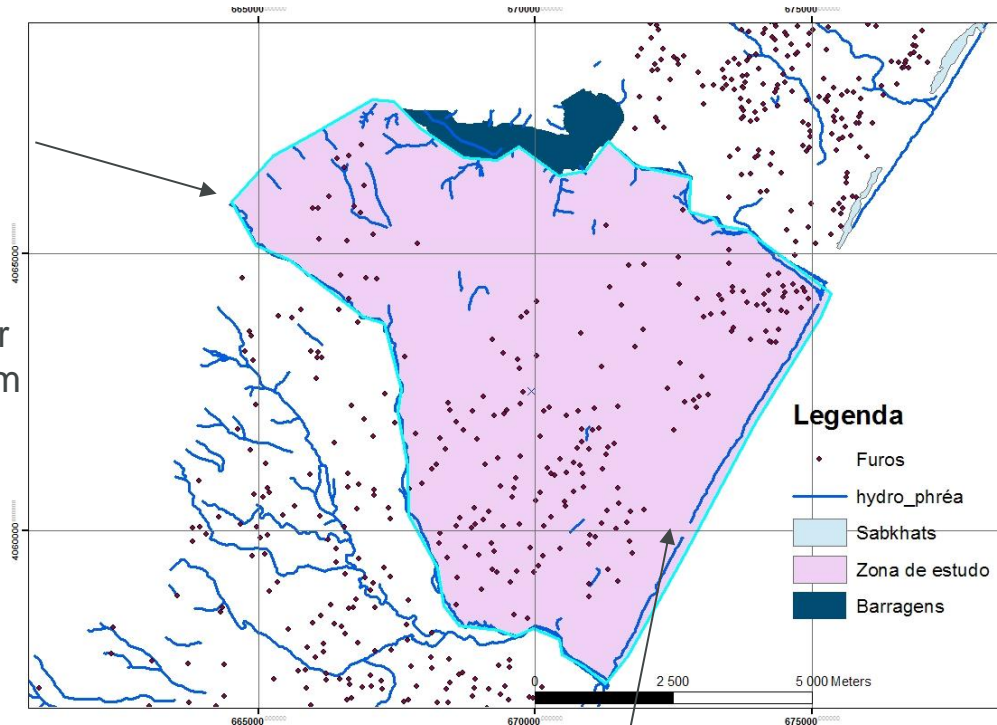 665000 670000 675000
4065000
r
m
Legenda
Furos
hydro_phréa
Sabkhats
Zona de estudo
Barragens
4060000
0 2 500 5 000 Meters
665000 670000 675000